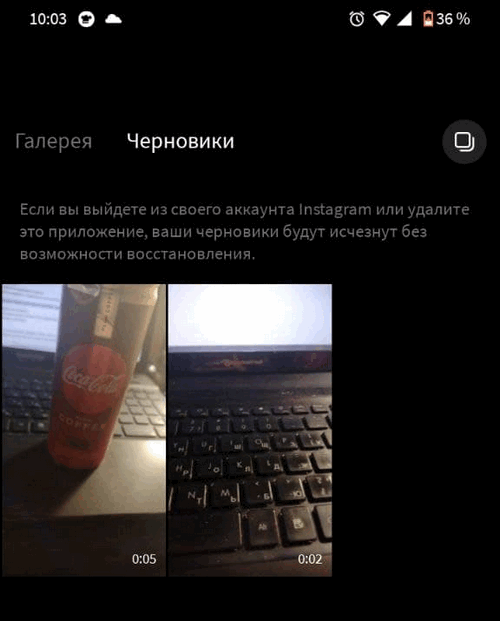 10:03 36 %
Галерея Черновики
Если вы выйдете из своего аккаунта Instagram или удалите
это приложение, ваши черновики будут исчезнут без
возможности восстановления.
Coca-Cola
COFFEE
0:05 0:02